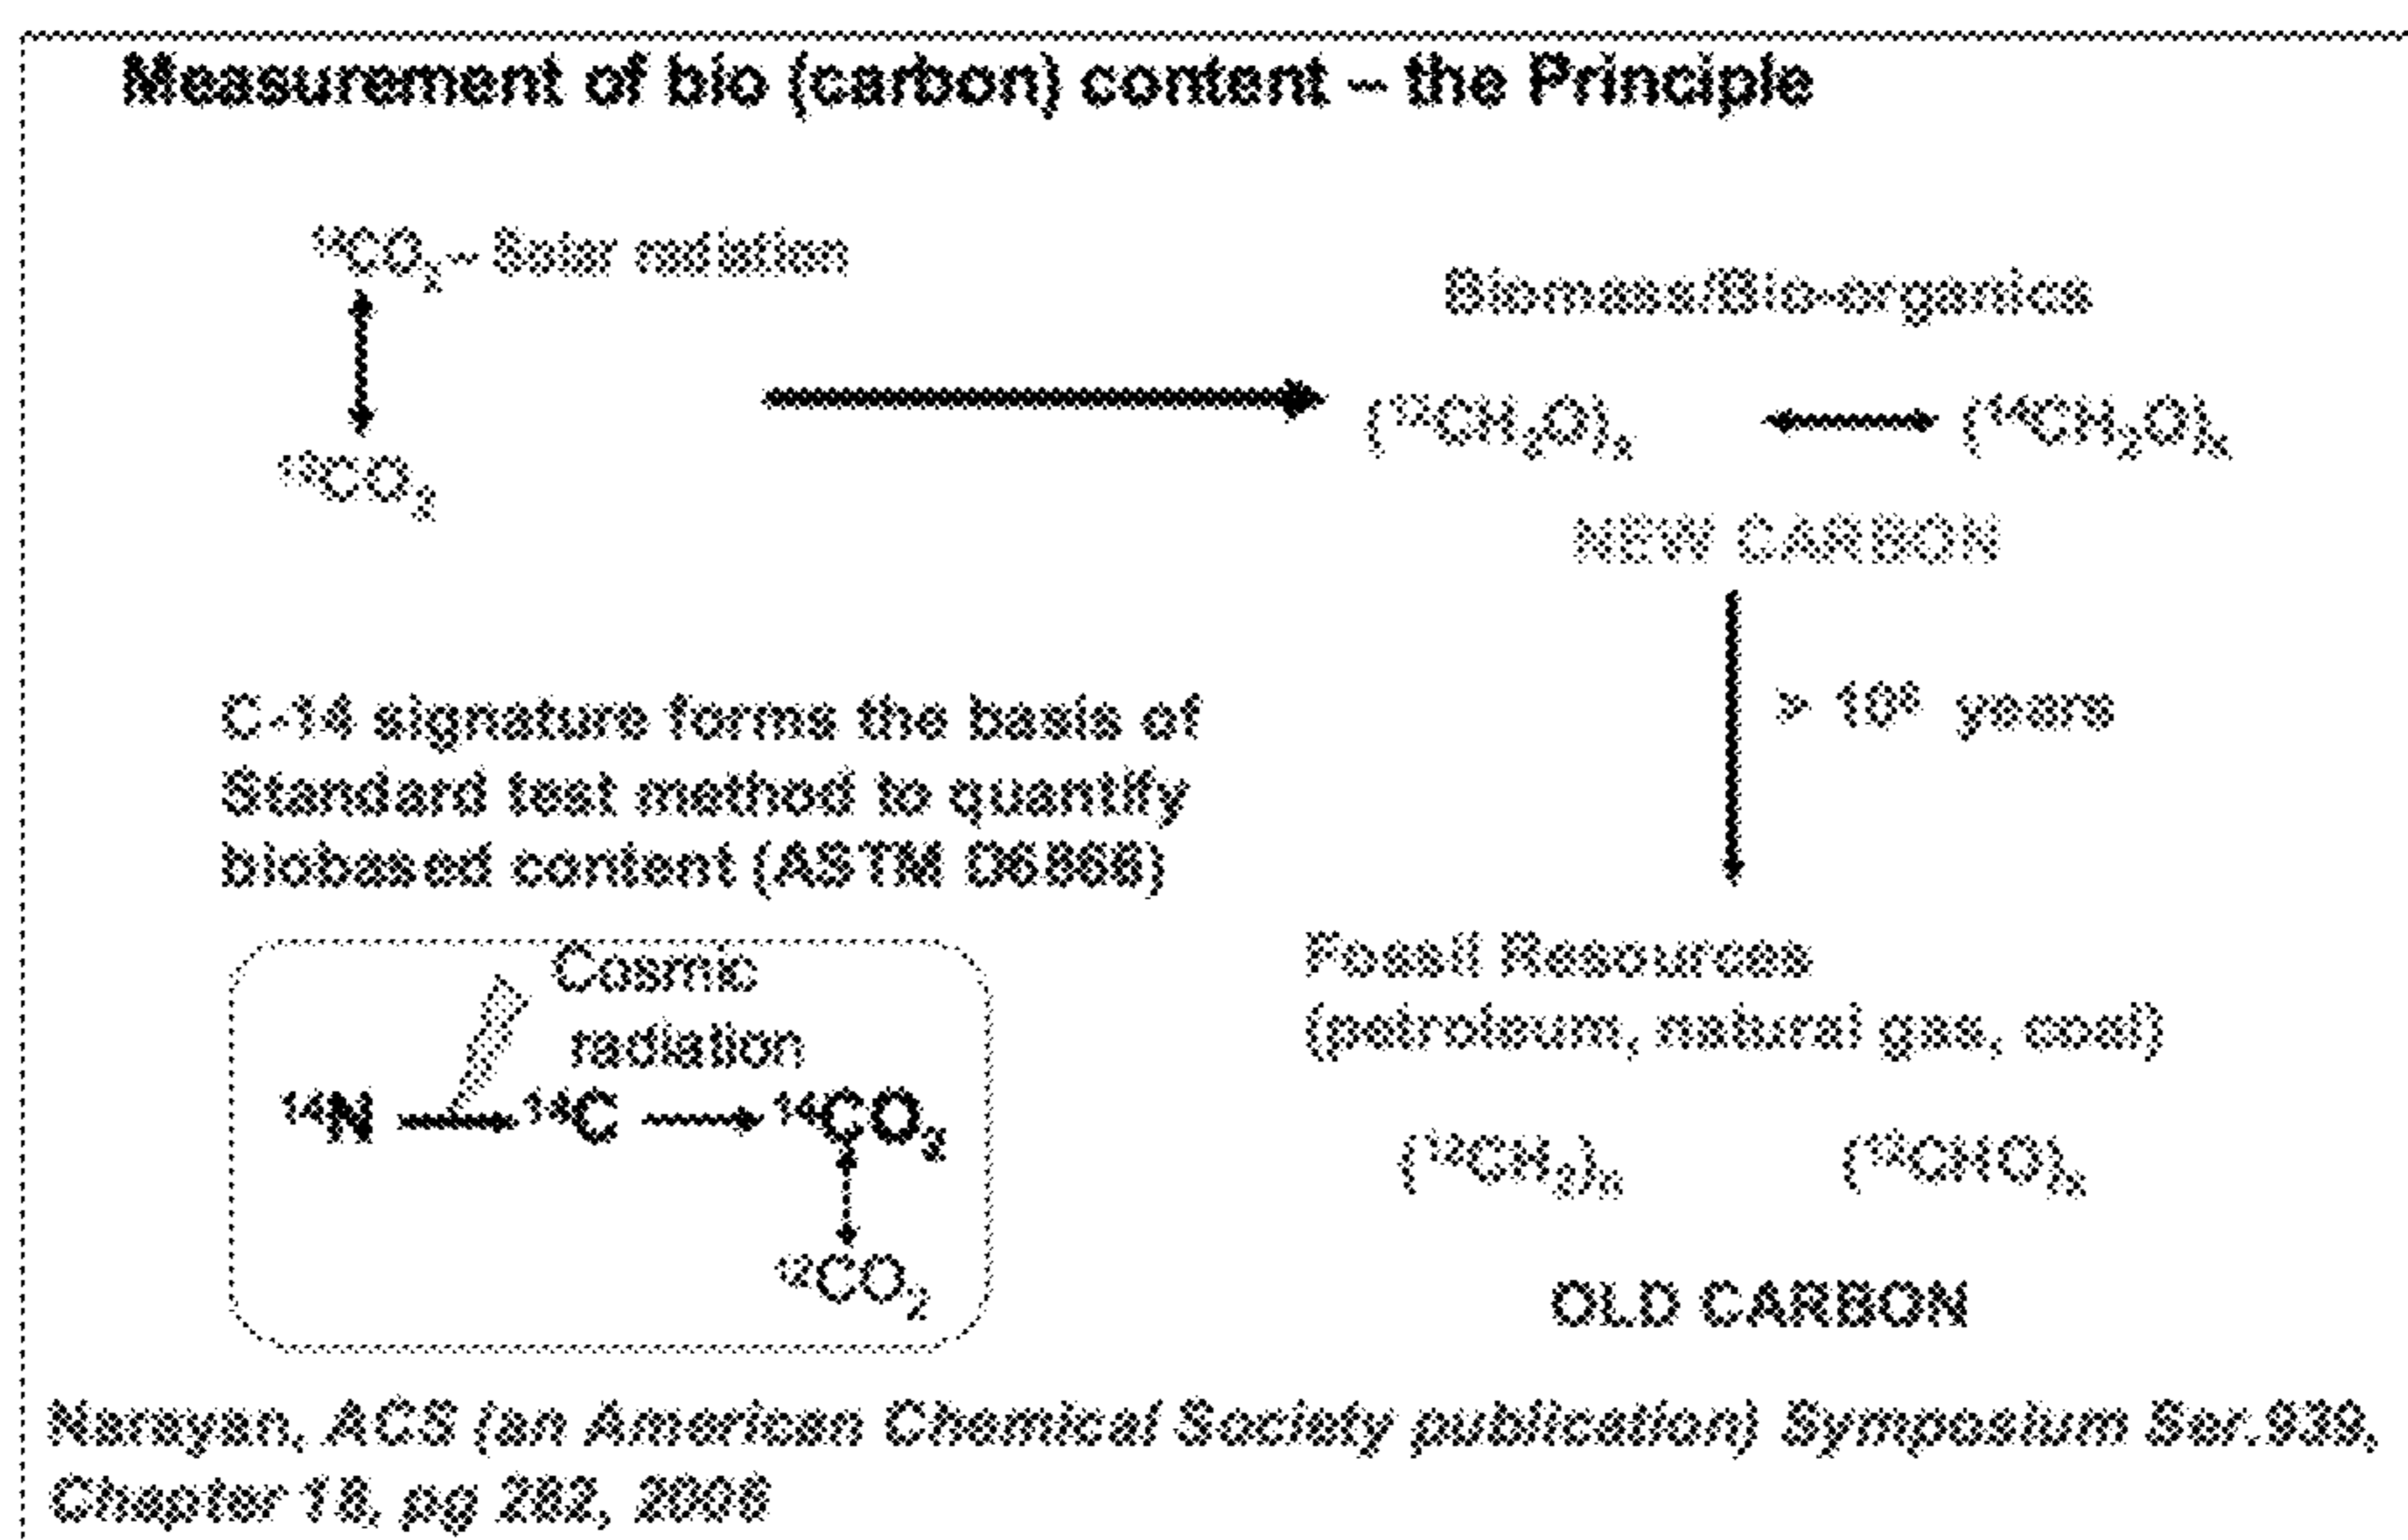 Measurement of bio (carbon) content – the Principle
¹⁴CO₂ – Solar radiation
¹²CO₂
Biomass/Bio-organics
(¹²CH₂O)ₓ (¹⁴CH₂O)ₓ
NEW CARBON
> 10⁶ years
C-14 signature forms the basis of
Standard test method to quantify
biobased content (ASTM D6866)
Cosmic
radiation
¹⁴N ¹⁴C ¹⁴CO₂
¹²CO₂
Fossil Resources
(petroleum, natural gas, coal)
(¹²CH₂)ₙ (¹²CHO)ₓ
OLD CARBON
Narayan, ACS (an American Chemical Society publication) Symposium Ser.939,
Chapter 18, pg 282, 2006